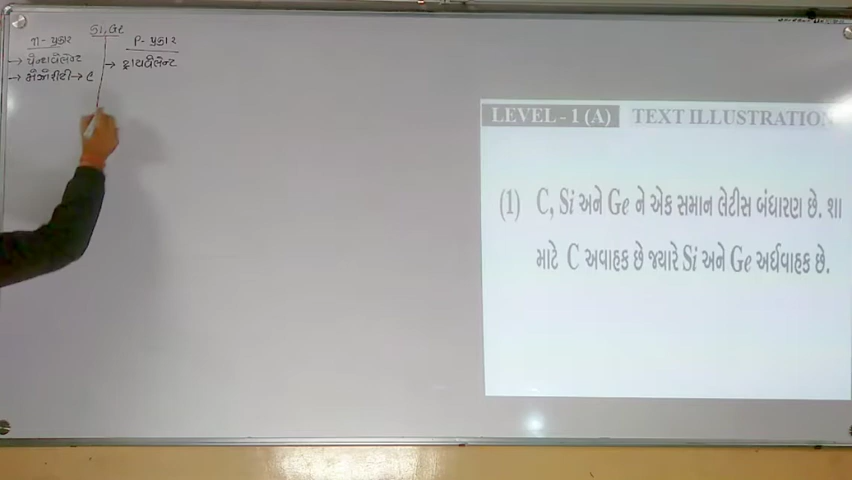 Si, Ge
n - પ્રકાર
→ પેન્ટાવેલેન્ટ
→ મેજોરીટી → e
P - પ્રકાર
→ ટ્રાયવેલેન્ટ
LEVEL - 1 (A) TEXT ILLUSTRATION
(1) C, Si અને Ge ને એક સમાન લેટીસ બંધારણ છે. શા
માટે C અવાહક છે જ્યારે Si અને Ge અર્ધવાહક છે.